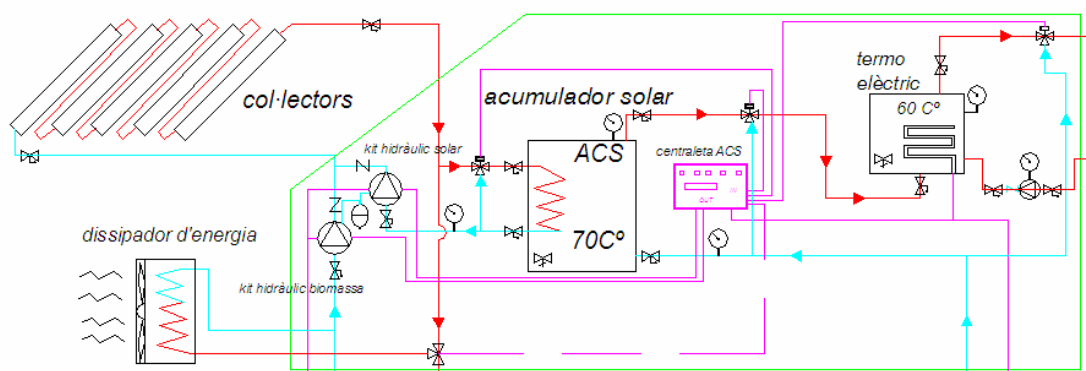 col·lectors
acumulador solar
termo
elèctric
60 Cº
kit hidràulic solar
ACS
centraleta ACS
OUT
70Cº
dissipador d'energia
kit hidràulic biomassa